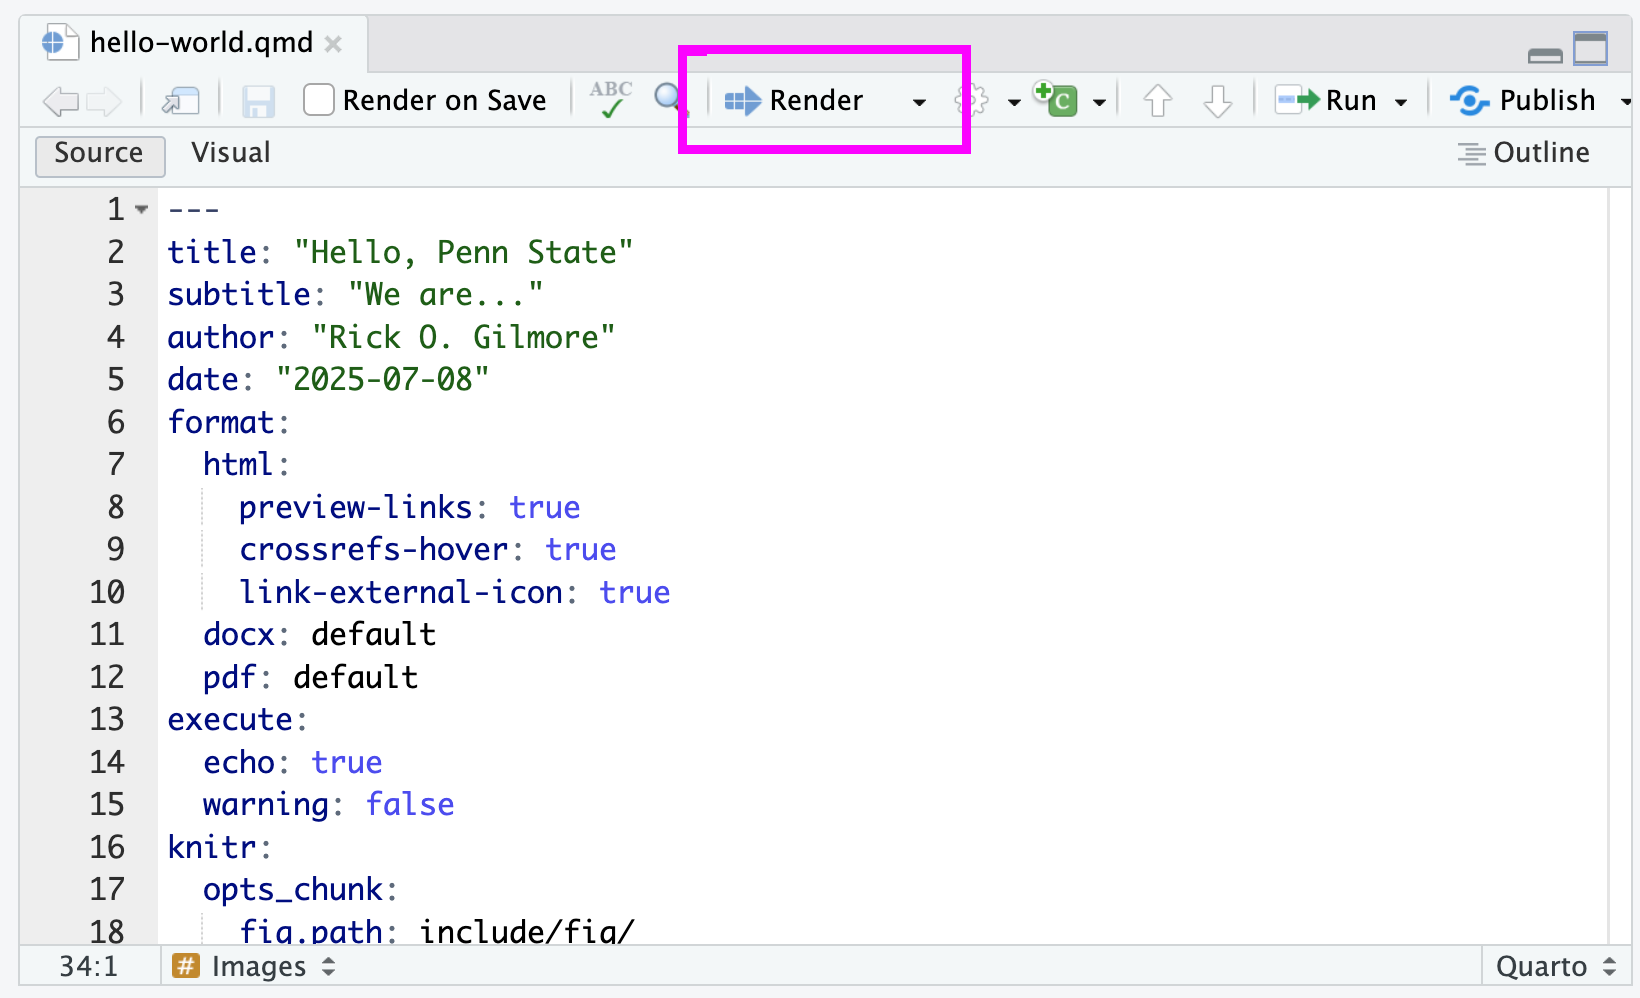 hello-world.qmd
Render on Save ABC Render C Run Publish
Source Visual Outline
1 ---
2 title: "Hello, Penn State"
3 subtitle: "We are..."
4 author: "Rick O. Gilmore"
5 date: "2025-07-08"
6 format:
7 html:
8 preview-links: true
9 crossrefs-hover: true
10 link-external-icon: true
11 docx: default
12 pdf: default
13 execute:
14 echo: true
15 warning: false
16 knitr:
17 opts_chunk:
18 fig.path: include/fig/
34:1 # Images Quarto